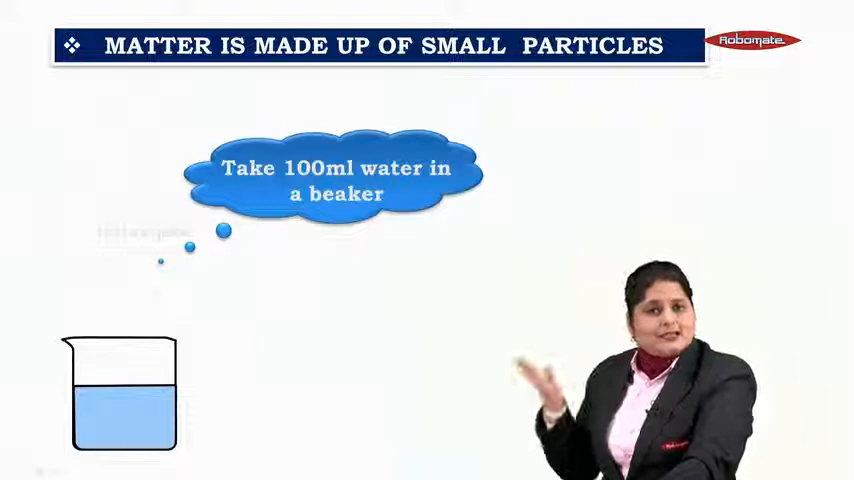 ❖ MATTER IS MADE UP OF SMALL PARTICLES
Robomate
Take 100ml water in
a beaker